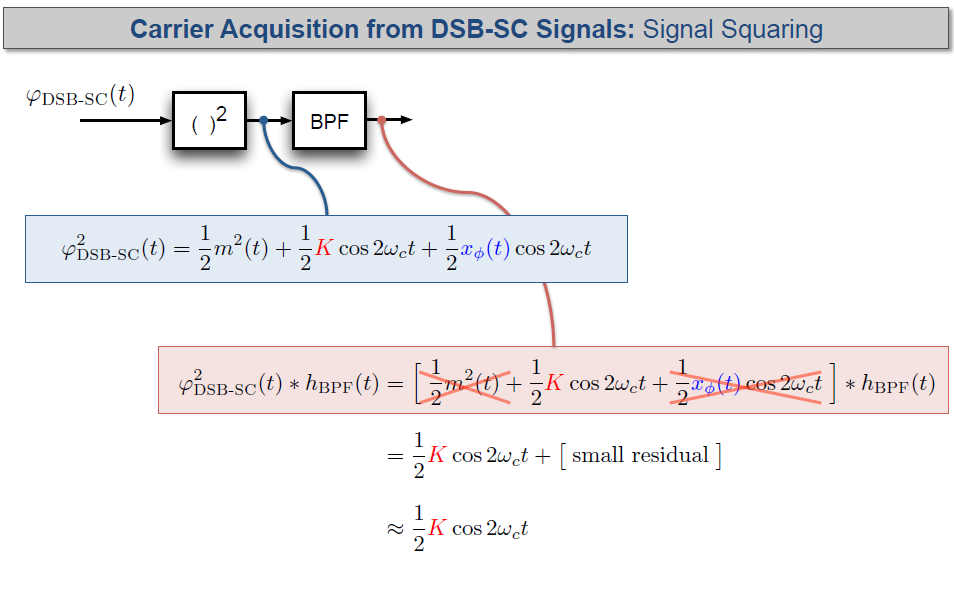 Carrier Acquisition from DSB-SC Signals: Signal Squaring
φ_DSB-SC(t)
( )²
BPF
φ²_DSB-SC(t) = 1/2 m²(t) + 1/2 K cos 2ω_c t + 1/2 x_ϕ(t) cos 2ω_c t
φ²_DSB-SC(t) * h_BPF(t) = [ 1/2 m²(t) + 1/2 K cos 2ω_c t + 1/2 x_ϕ(t) cos 2ω_c t ] * h_BPF(t)
= 1/2 K cos 2ω_c t + [ small residual ]
≈ 1/2 K cos 2ω_c t